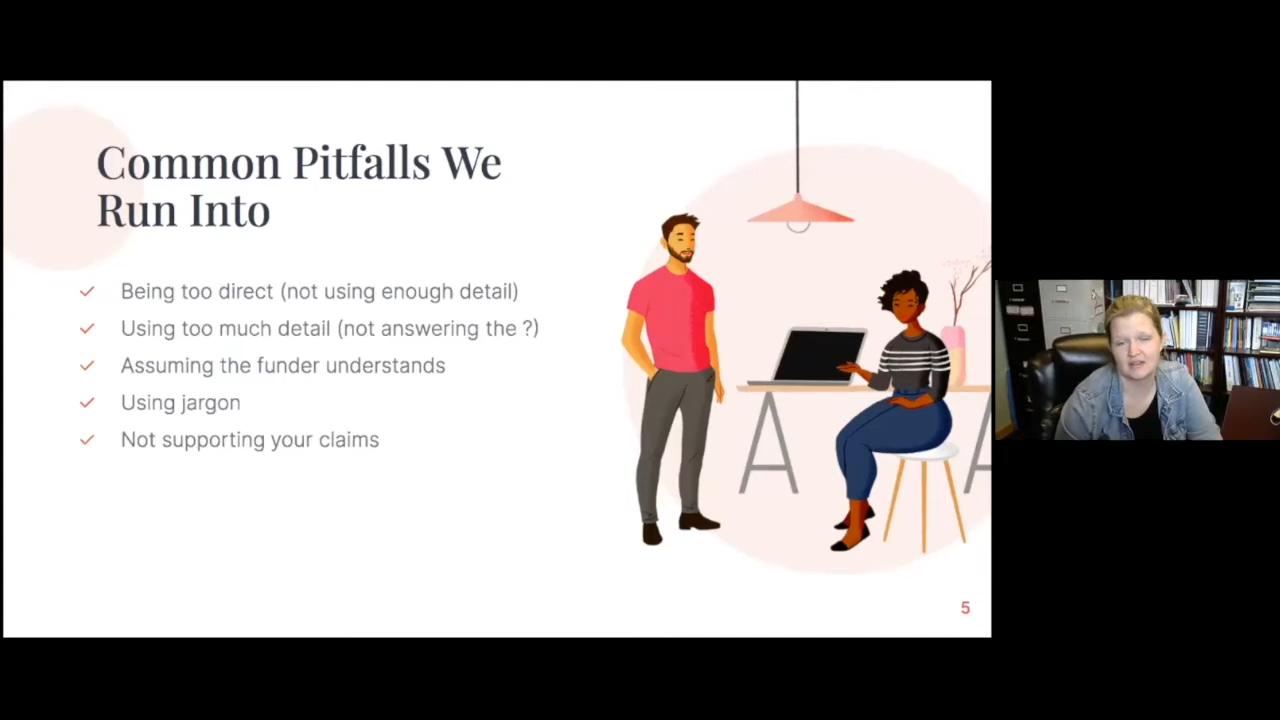 Common Pitfalls We
Run Into
Being too direct (not using enough detail)
Using too much detail (not answering the ?)
Assuming the funder understands
Using jargon
Not supporting your claims
5